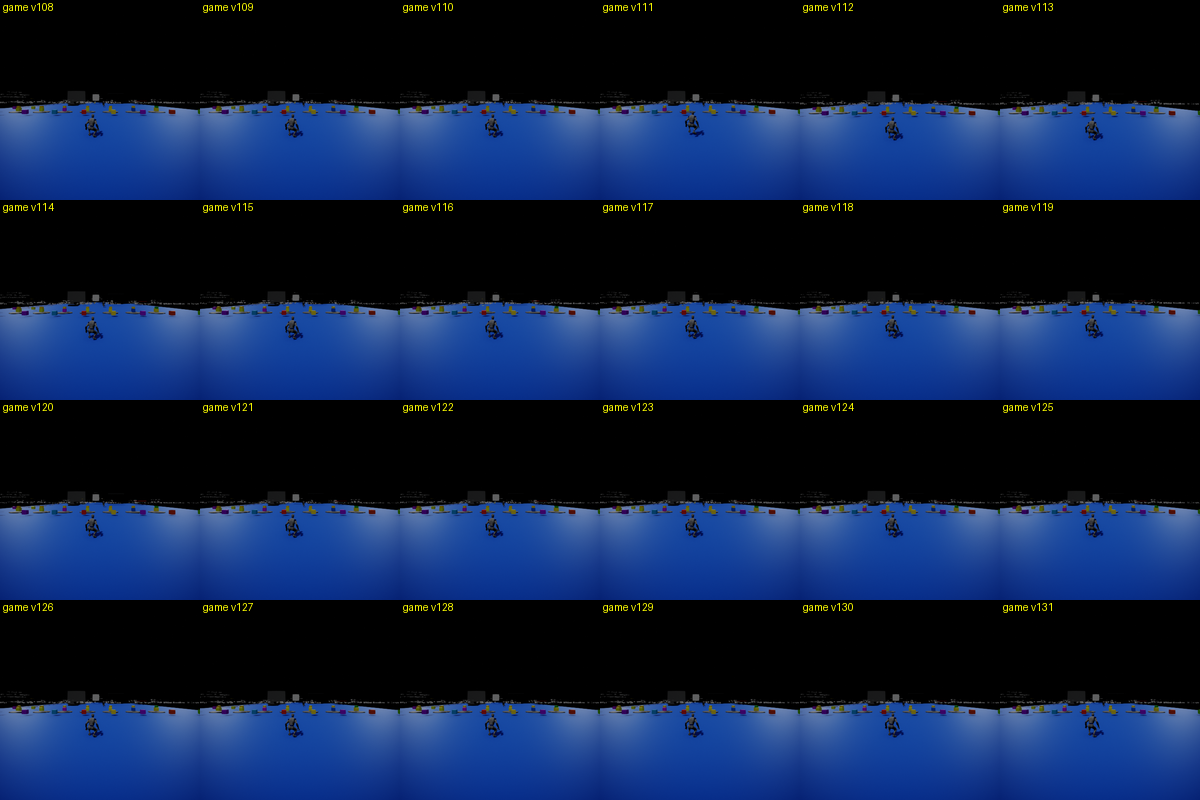 game v108
game v109
game v110
game v111
game v112
game v113
game v114
game v115
game v116
game v117
game v118
game v119
game v120
game v121
game v122
game v123
game v124
game v125
game v126
game v127
game v128
game v129
game v130
game v131